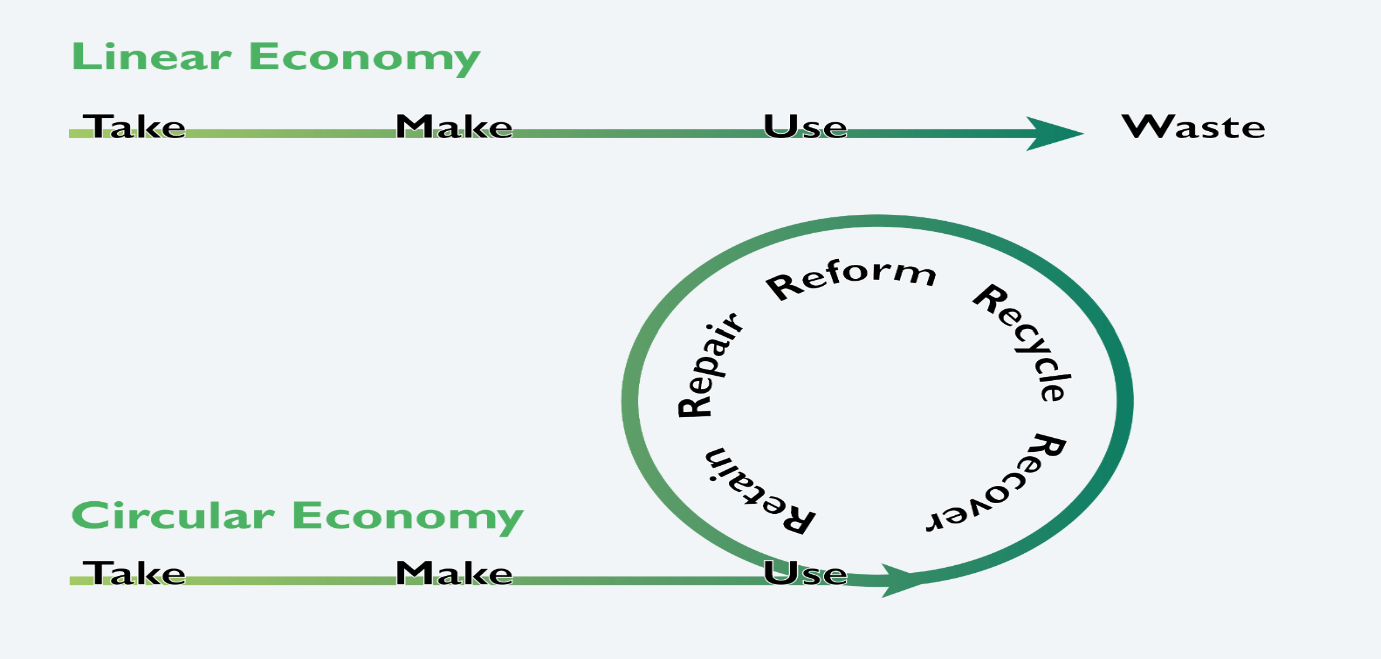 Linear Economy
Take Make Use Waste
Reform
Recycle
Repair
Recover
Retain
Circular Economy
Take Make Use